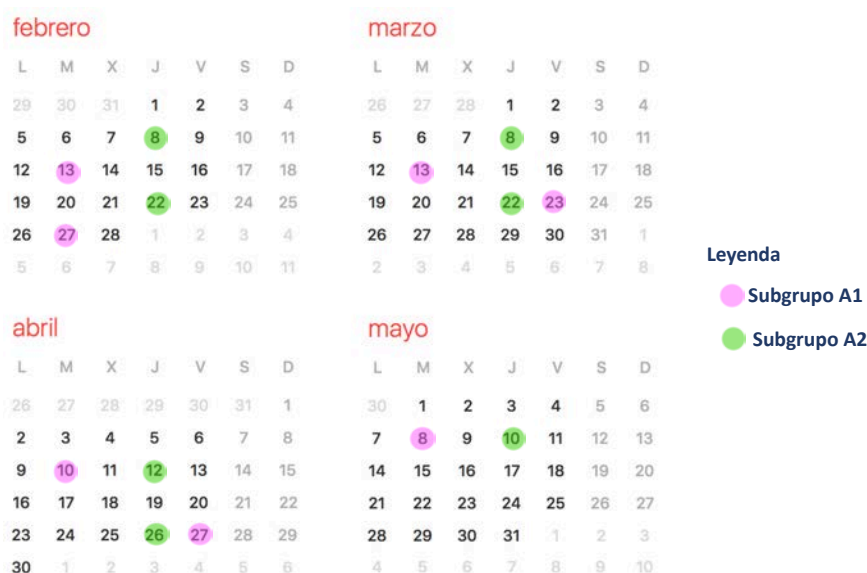 febrero
L M X J V S D
29 30 31 1 2 3 4
5 6 7 8 9 10 11
12 13 14 15 16 17 18
19 20 21 22 23 24 25
26 27 28 1 2 3 4
5 6 7 8 9 10 11
marzo
L M X J V S D
26 27 28 1 2 3 4
5 6 7 8 9 10 11
12 13 14 15 16 17 18
19 20 21 22 23 24 25
26 27 28 29 30 31 1
2 3 4 5 6 7 8
abril
L M X J V S D
26 27 28 29 30 31 1
2 3 4 5 6 7 8
9 10 11 12 13 14 15
16 17 18 19 20 21 22
23 24 25 26 27 28 29
30 1 2 3 4 5 6
mayo
L M X J V S D
30 1 2 3 4 5 6
7 8 9 10 11 12 13
14 15 16 17 18 19 20
21 22 23 24 25 26 27
28 29 30 31 1 2 3
4 5 6 7 8 9 10
Leyenda
Subgrupo A1
Subgrupo A2